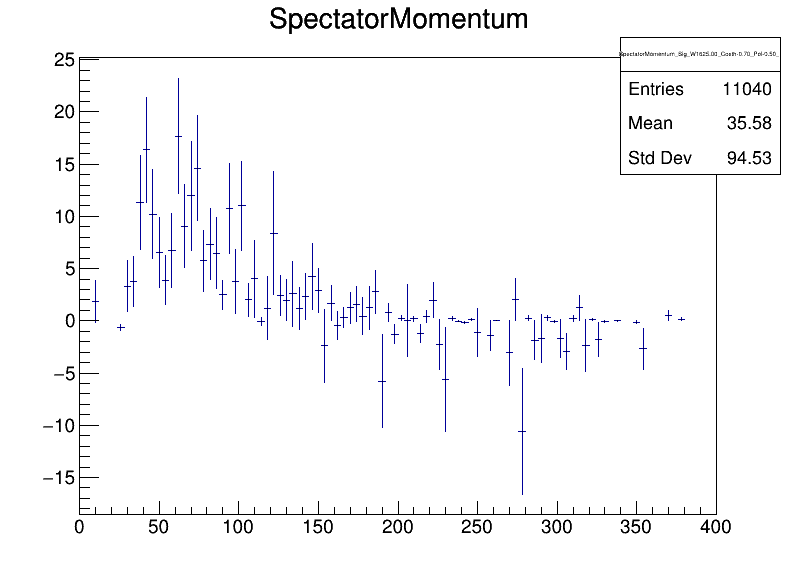 SpectatorMomentum
SpectatorMomentum_Sig_W1625.00_Costh-0.70_Pol-0.50_
Entries 11040
Mean 35.58
Std Dev 94.53
25
20
15
10
5
0
−5
−10
−15
0 50 100 150 200 250 300 350 400